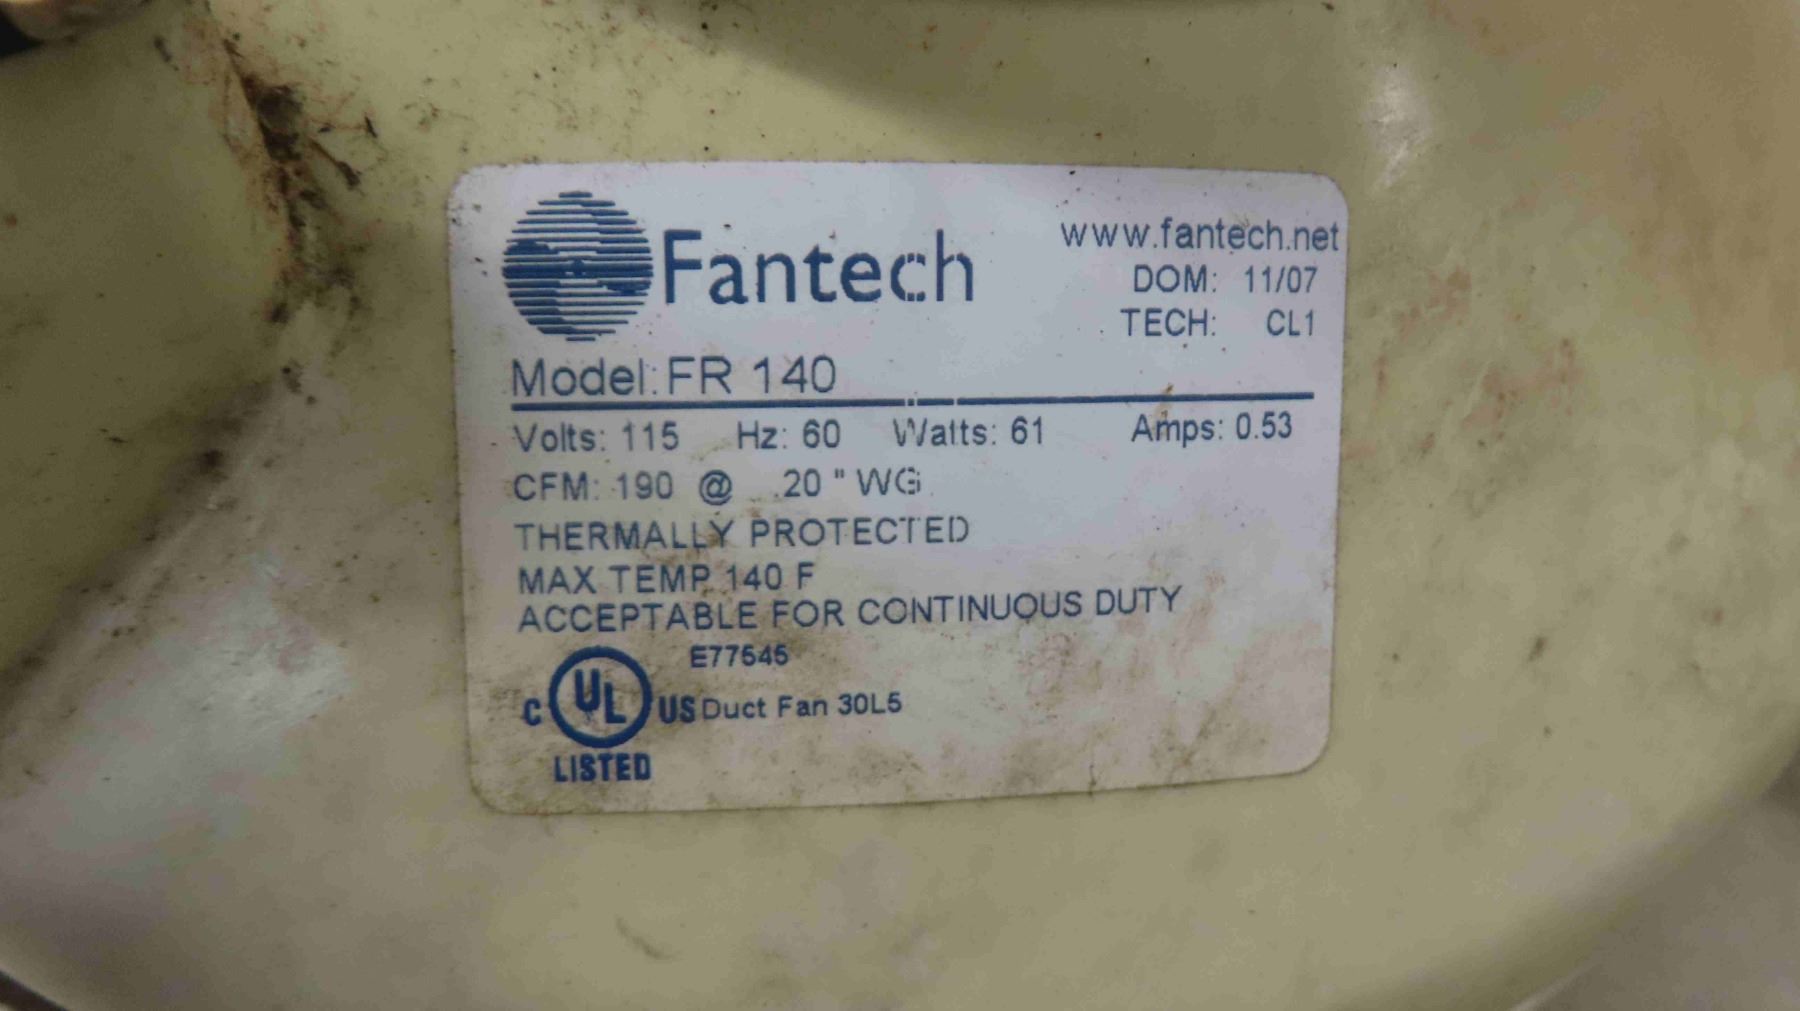 Fantech
www.fantech.net
DOM: 11/07
TECH: CL1
Model: FR 140
Volts: 115 Hz: 60 Watts: 61 Amps: 0.53
CFM: 190 @ .20 " WG
THERMALLY PROTECTED
MAX TEMP. 140 F
ACCEPTABLE FOR CONTINUOUS DUTY
E77545
C UL US Duct Fan 30L5
LISTED